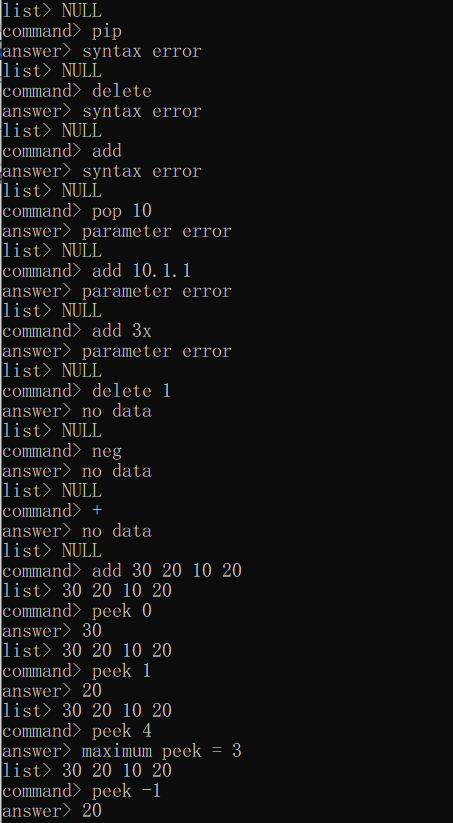 list> NULL
command> pip
answer> syntax error
list> NULL
command> delete
answer> syntax error
list> NULL
command> add
answer> syntax error
list> NULL
command> pop 10
answer> parameter error
list> NULL
command> add 10.1.1
answer> parameter error
list> NULL
command> add 3x
answer> parameter error
list> NULL
command> delete 1
answer> no data
list> NULL
command> neg
answer> no data
list> NULL
command> +
answer> no data
list> NULL
command> add 30 20 10 20
list> 30 20 10 20
command> peek 0
answer> 30
list> 30 20 10 20
command> peek 1
answer> 20
list> 30 20 10 20
command> peek 4
answer> maximum peek = 3
list> 30 20 10 20
command> peek -1
answer> 20